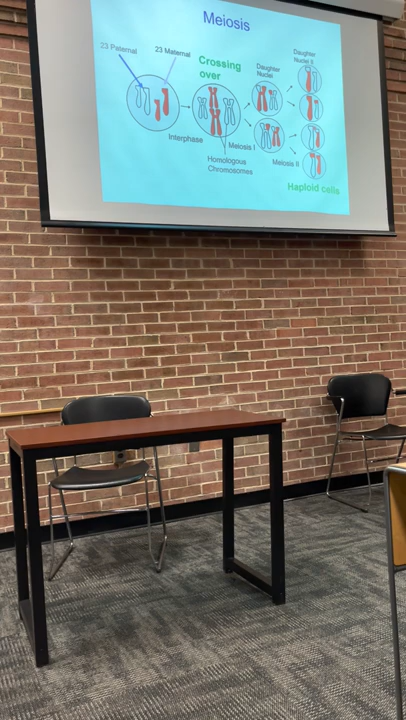 Meiosis
23 Paternal
23 Maternal
Crossing
over
Daughter
Nuclei
Daughter
Nuclei II
Interphase
Meiosis I
Homologous
Chromosomes
Meiosis II
Haploid cells